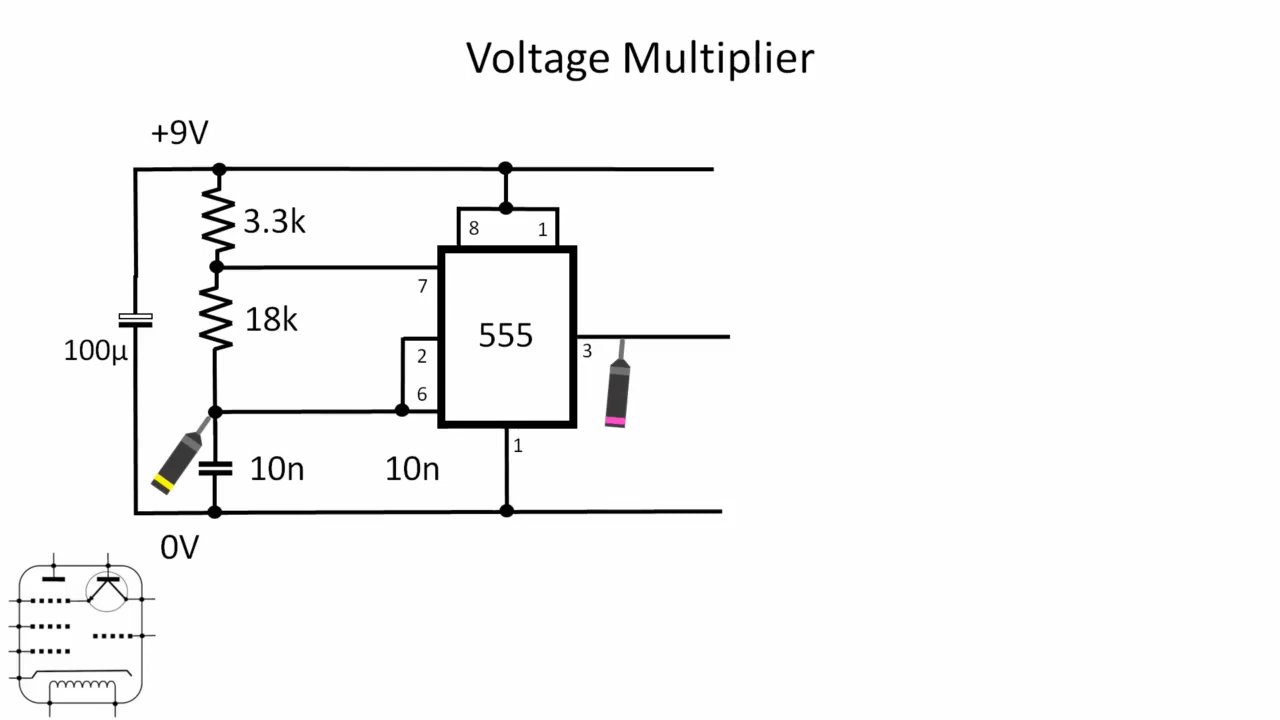 Voltage Multiplier
+9V
3.3k
8
1
7
18k
555
100µ
2
3
6
1
10n
10n
0V